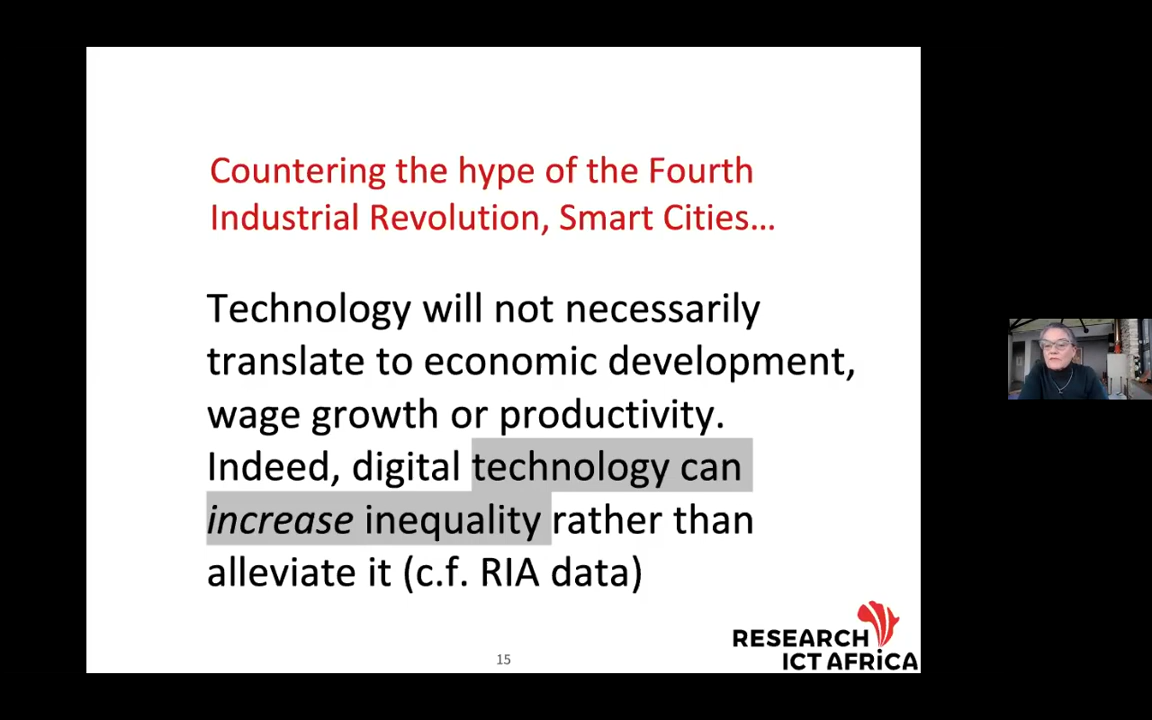 Countering the hype of the Fourth
Industrial Revolution, Smart Cities…
Technology will not necessarily
translate to economic development,
wage growth or productivity.
Indeed, digital technology can
increase inequality rather than
alleviate it (c.f. RIA data)
RESEARCH
ICT AFRICA
15